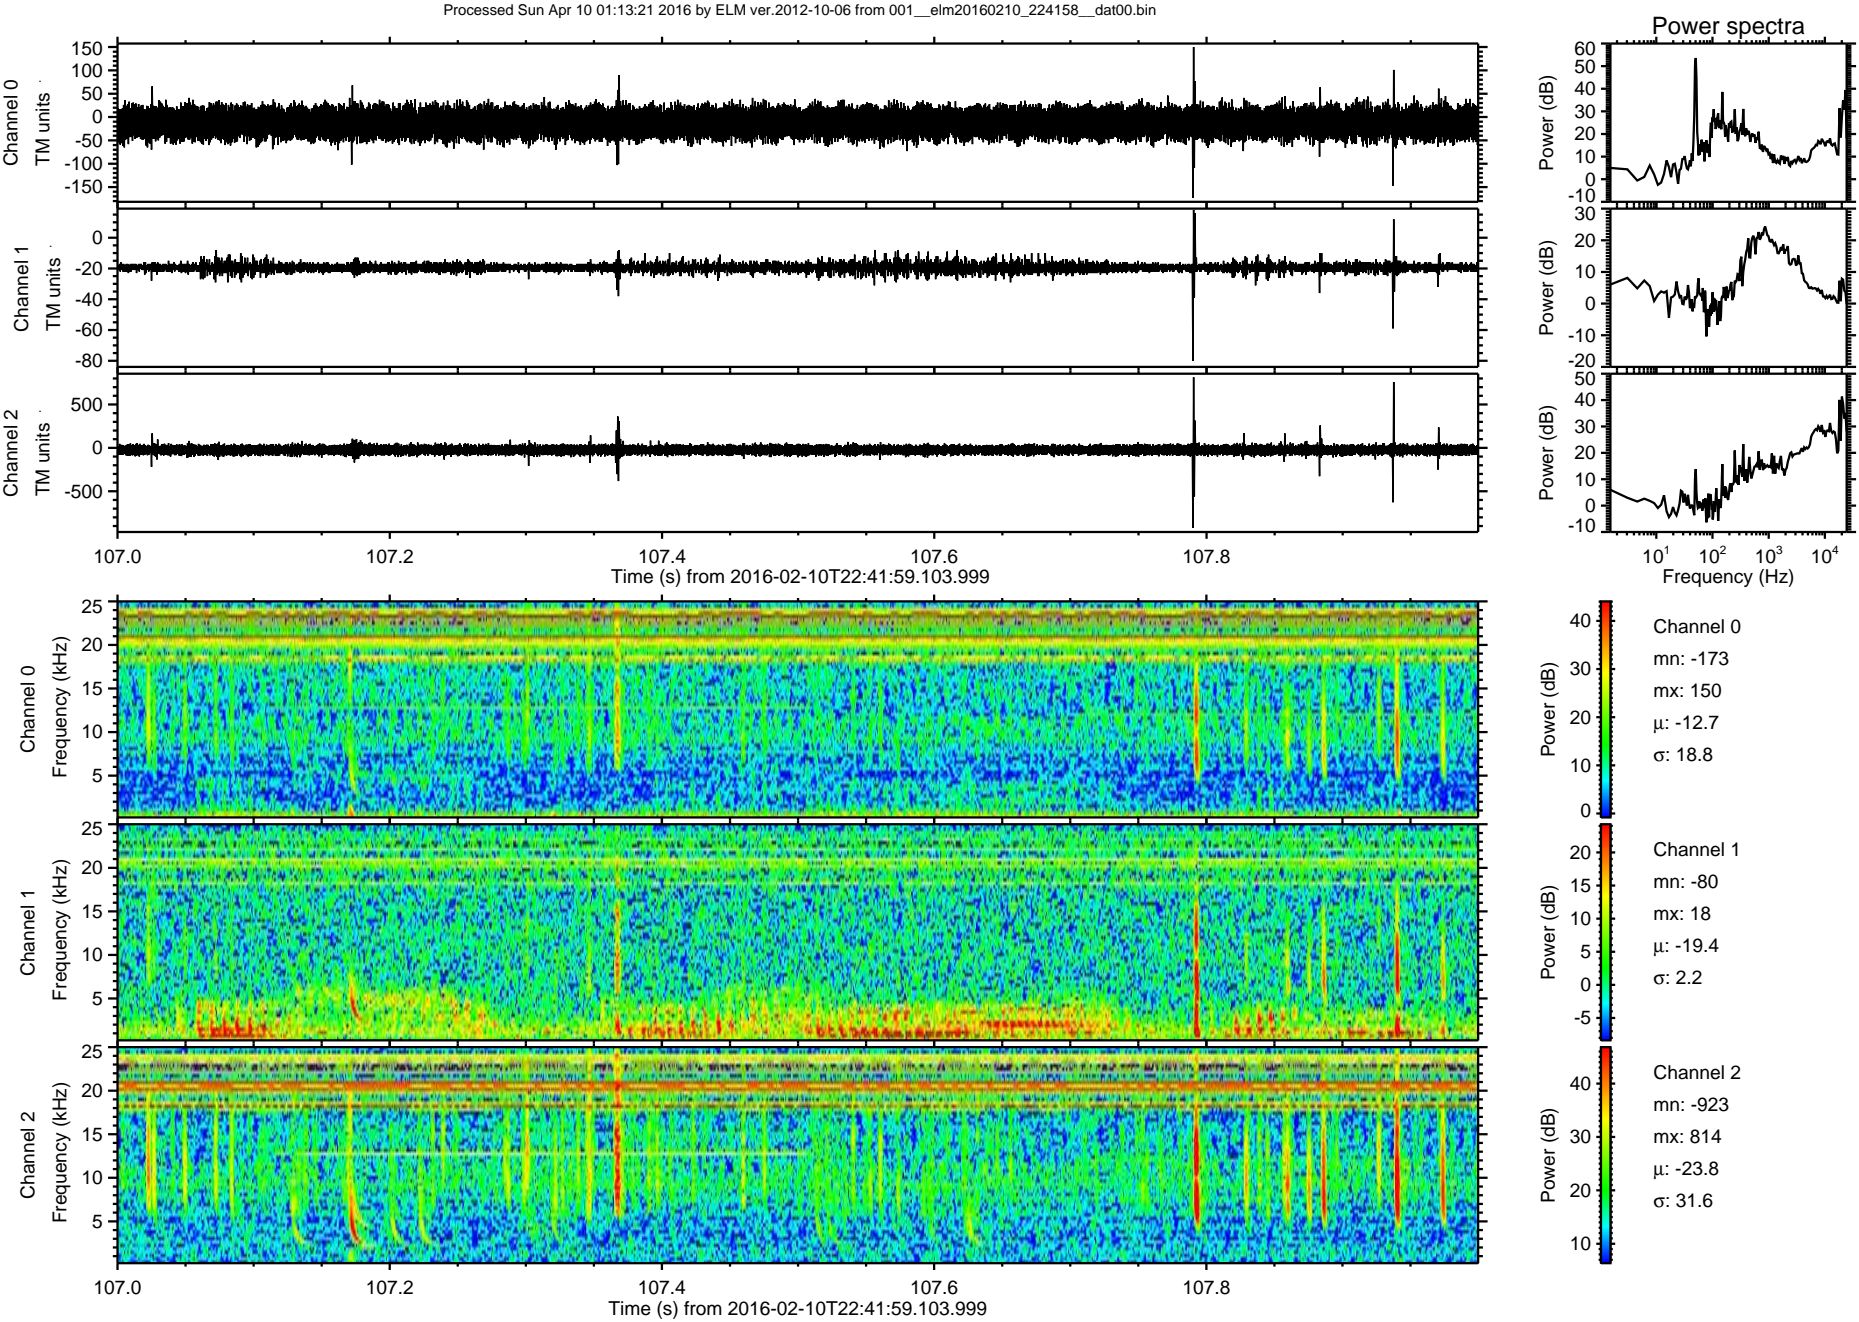 Processed Sun Apr 10 01:13:21 2016 by ELM ver.2012-10-06 from 001__elm20160210_224158__dat00.bin
Power spectra
Channel 0
TM units
150
100
50
0
-50
-100
-150
Power (dB)
60
50
40
30
20
10
0
-10
Channel 1
TM units
0
-20
-40
-60
-80
Power (dB)
30
20
10
0
-10
-20
Channel 2
TM units
500
0
-500
Power (dB)
50
40
30
20
10
0
-10
107.0 107.2 107.4 107.6 107.8
Time (s) from 2016-02-10T22:41:59.103.999
10¹ 10² 10³ 10⁴
Frequency (Hz)
Channel 0
Frequency (kHz)
25
20
15
10
5
Power (dB)
40
30
20
10
0
Channel 0
mn: -173
mx: 150
μ: -12.7
σ: 18.8
Channel 1
Frequency (kHz)
25
20
15
10
5
Power (dB)
20
15
10
5
0
-5
Channel 1
mn: -80
mx: 18
μ: -19.4
σ: 2.2
Channel 2
Frequency (kHz)
25
20
15
10
5
Power (dB)
40
30
20
10
Channel 2
mn: -923
mx: 814
μ: -23.8
σ: 31.6
107.0 107.2 107.4 107.6 107.8
Time (s) from 2016-02-10T22:41:59.103.999